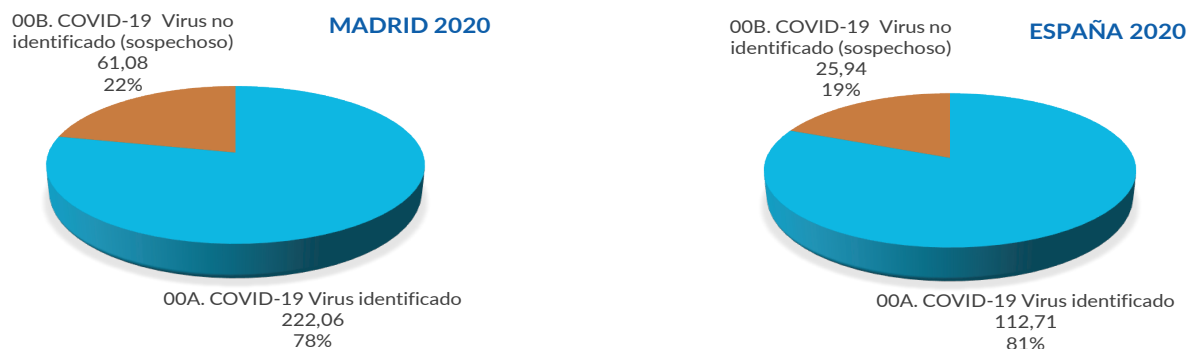 MADRID 2020
00B. COVID-19 Virus no
identificado (sospechoso)
61,08
22%
00A. COVID-19 Virus identificado
222,06
78%
ESPAÑA 2020
00B. COVID-19 Virus no
identificado (sospechoso)
25,94
19%
00A. COVID-19 Virus identificado
112,71
81%